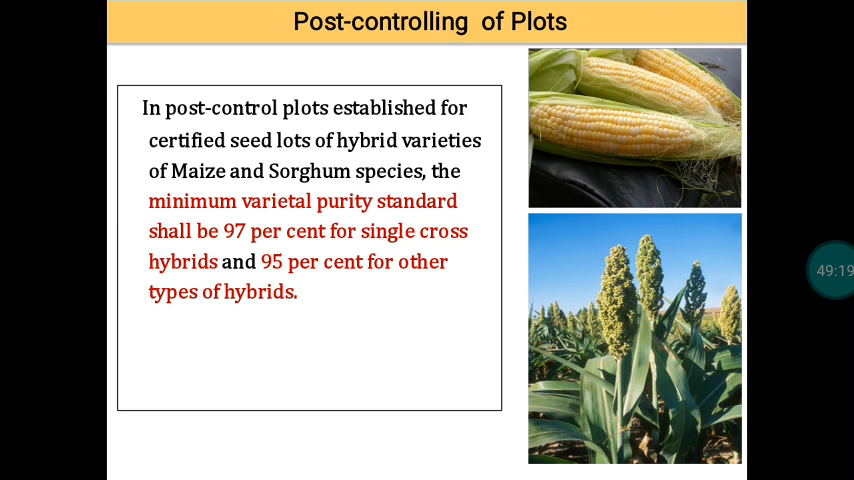 Post-controlling of Plots
In post-control plots established for
certified seed lots of hybrid varieties
of Maize and Sorghum species, the
minimum varietal purity standard
shall be 97 per cent for single cross
hybrids and 95 per cent for other
types of hybrids.
49:19